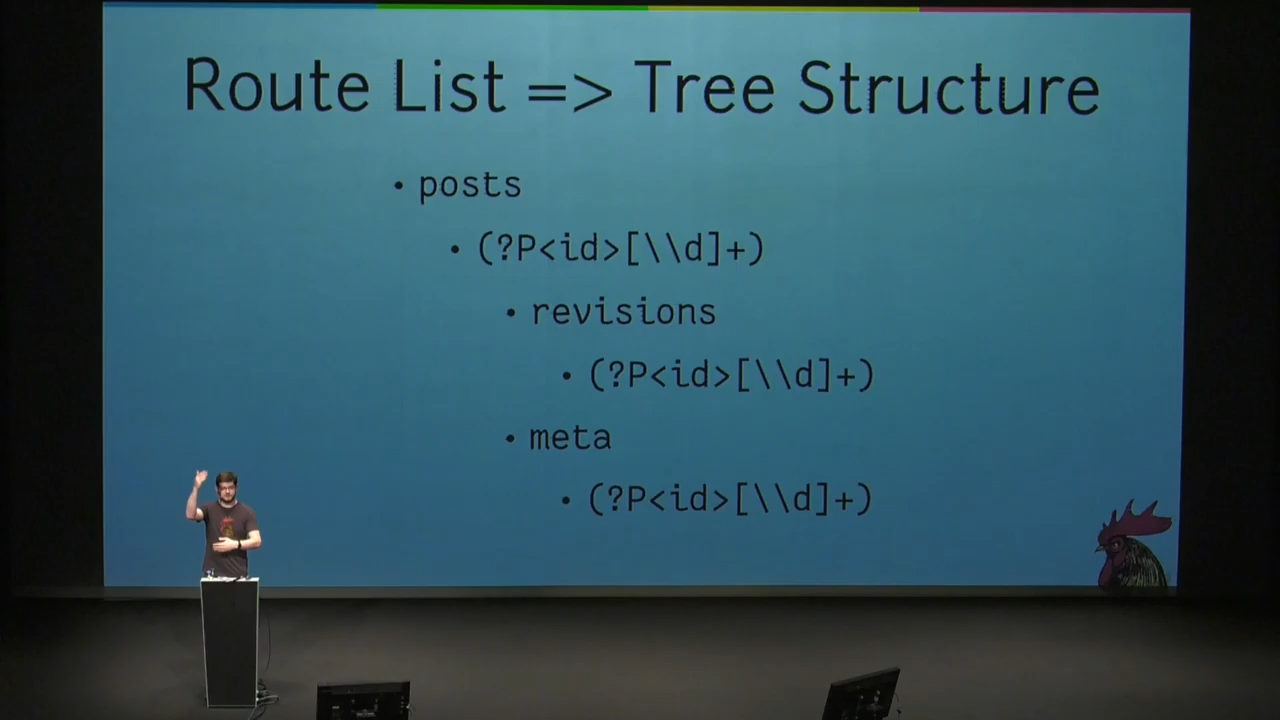 Route List => Tree Structure
• posts
• (?P<id>[\\d]+)
• revisions
• (?P<id>[\\d]+)
• meta
• (?P<id>[\\d]+)